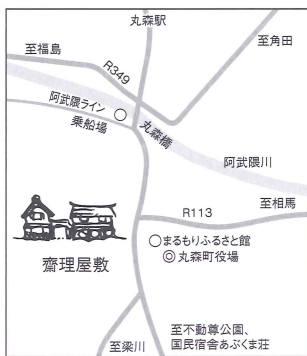 丸森駅
至福島
至角田
R349
阿武隈ライン
乗船場
丸森橋
阿武隈川
至相馬
R113
まるもりふるさと館
丸森町役場
齋理屋敷
至不動尊公園、
国民宿舎あぶくま荘
至梁川